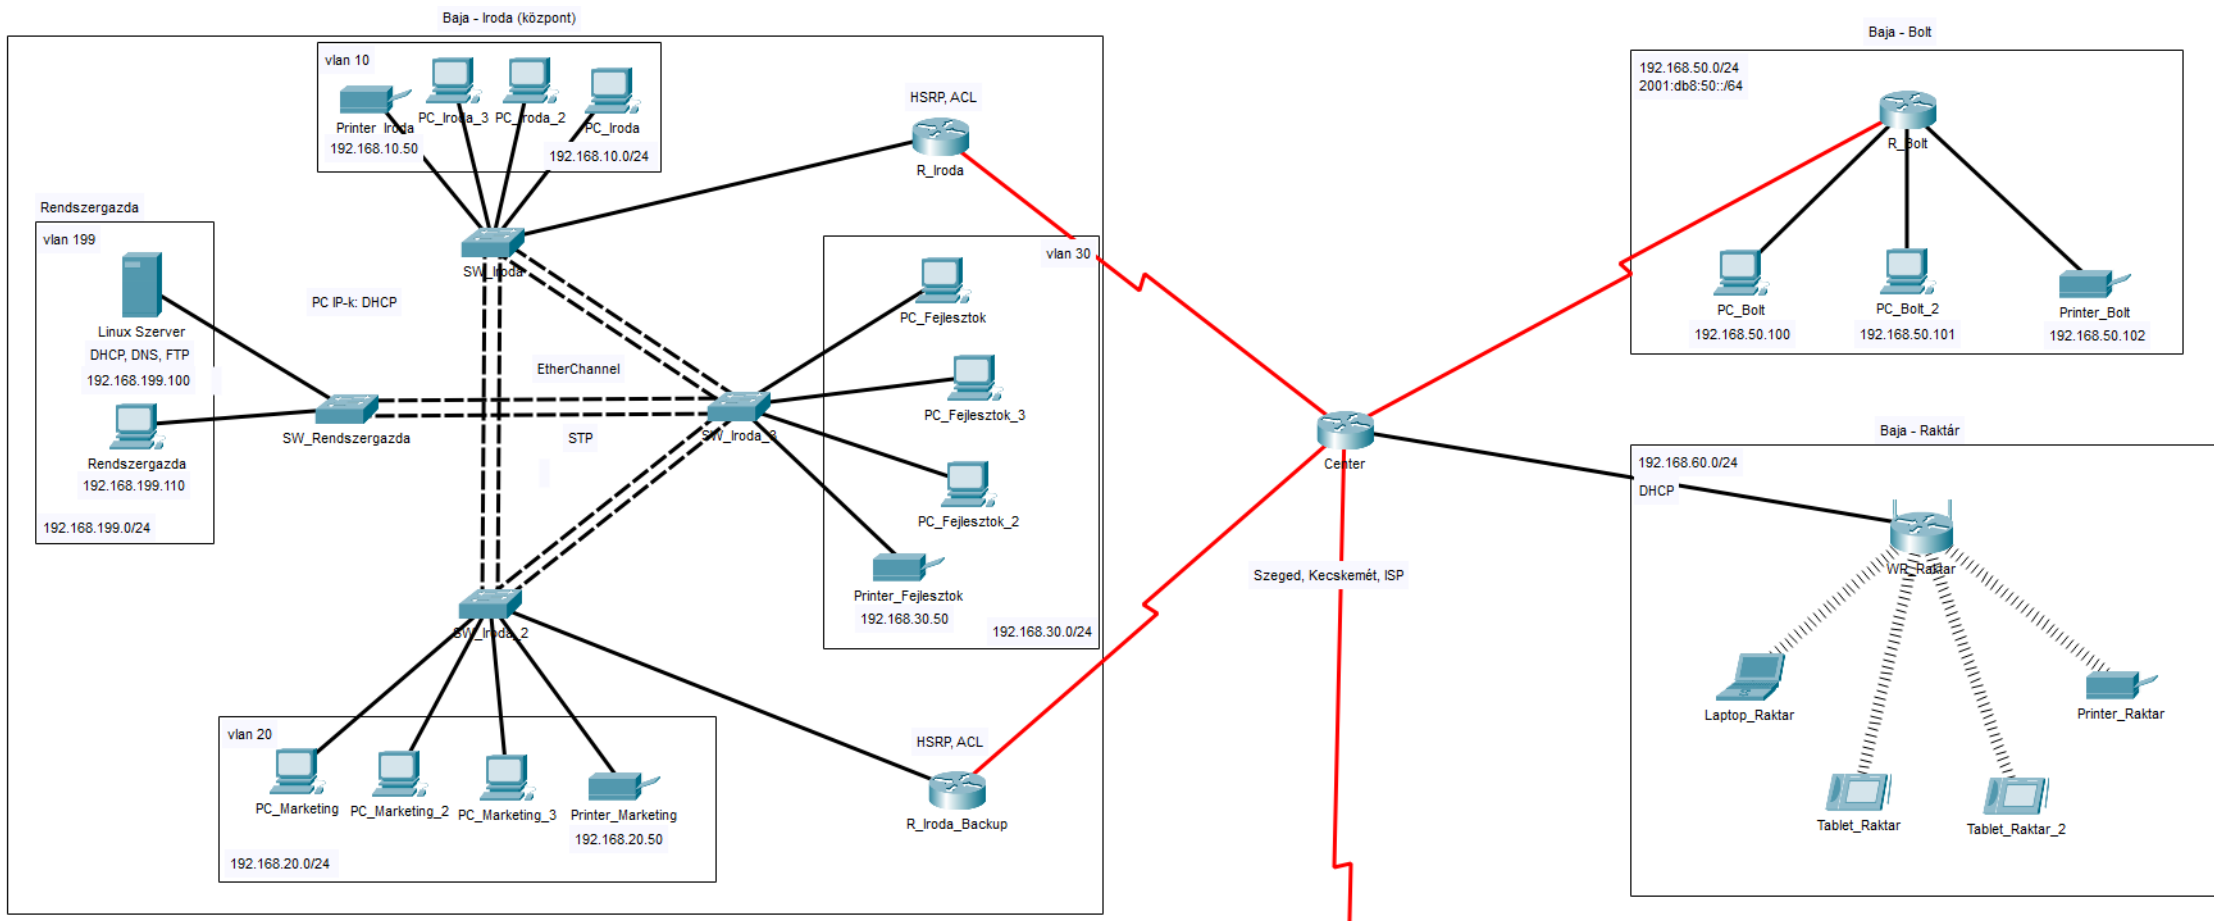 Baja - Iroda (központ)
vlan 10
Printer_Iroda
192.168.10.50
PC_Iroda_3
PC_Iroda_2
PC_Iroda
192.168.10.0/24
HSRP, ACL
R_Iroda
Rendszergazda
vlan 199
Linux Szerver
DHCP, DNS, FTP
192.168.199.100
Rendszergazda
192.168.199.110
192.168.199.0/24
PC IP-k: DHCP
SW_Iroda
EtherChannel
STP
SW_Rendszergazda
SW_Iroda_3
SW_Iroda_2
vlan 30
PC_Fejlesztok
PC_Fejlesztok_3
PC_Fejlesztok_2
Printer_Fejlesztok
192.168.30.50
192.168.30.0/24
vlan 20
PC_Marketing
PC_Marketing_2
PC_Marketing_3
Printer_Marketing
192.168.20.50
192.168.20.0/24
HSRP, ACL
R_Iroda_Backup
Center
Szeged, Kecskemét, ISP
Baja - Bolt
192.168.50.0/24
2001:db8:50::/64
R_Bolt
PC_Bolt
192.168.50.100
PC_Bolt_2
192.168.50.101
Printer_Bolt
192.168.50.102
Baja - Raktár
192.168.60.0/24
DHCP
WR_Raktar
Laptop_Raktar
Printer_Raktar
Tablet_Raktar
Tablet_Raktar_2